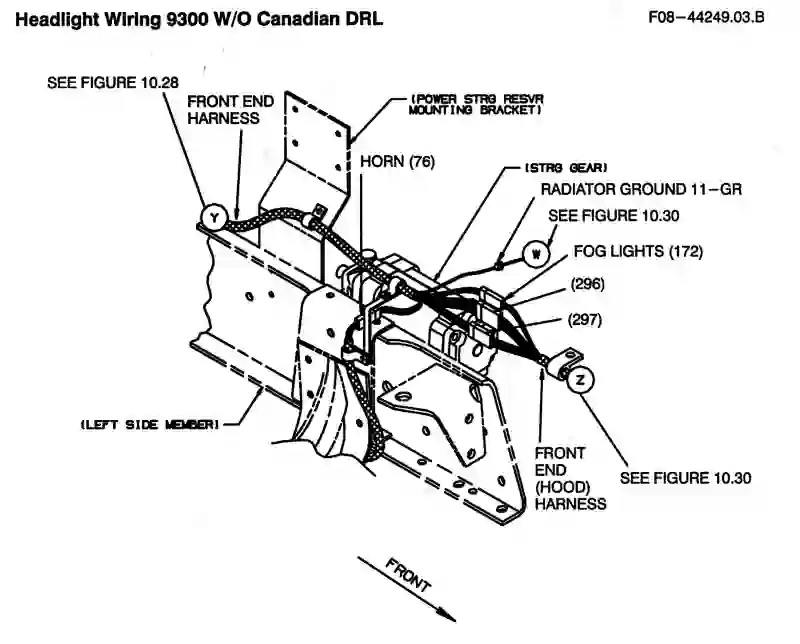 Headlight Wiring 9300 W/O Canadian DRL
F08-44249.03.B
SEE FIGURE 10.28
FRONT END
HARNESS
(POWER STRG RESVR
MOUNTING BRACKET)
HORN (76)
(STRG GEAR)
RADIATOR GROUND 11-GR
SEE FIGURE 10.30
Y
W
FOG LIGHTS (172)
(296)
(297)
Z
(LEFT SIDE MEMBER)
FRONT
END
(HOOD)
HARNESS
SEE FIGURE 10.30
FRONT